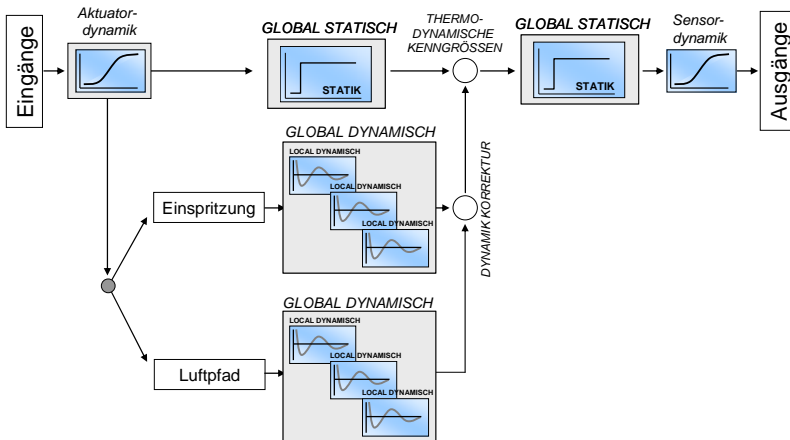 Eingänge
Aktuator-
dynamik
GLOBAL STATISCH
STATIK
THERMO-
DYNAMISCHE
KENNGRÖSSEN
GLOBAL STATISCH
STATIK
Sensor-
dynamik
Ausgänge
GLOBAL DYNAMISCH
LOCAL DYNAMISCH
LOCAL DYNAMISCH
LOCAL DYNAMISCH
Einspritzung
DYNAMIK KORREKTUR
GLOBAL DYNAMISCH
LOCAL DYNAMISCH
LOCAL DYNAMISCH
LOCAL DYNAMISCH
Luftpfad